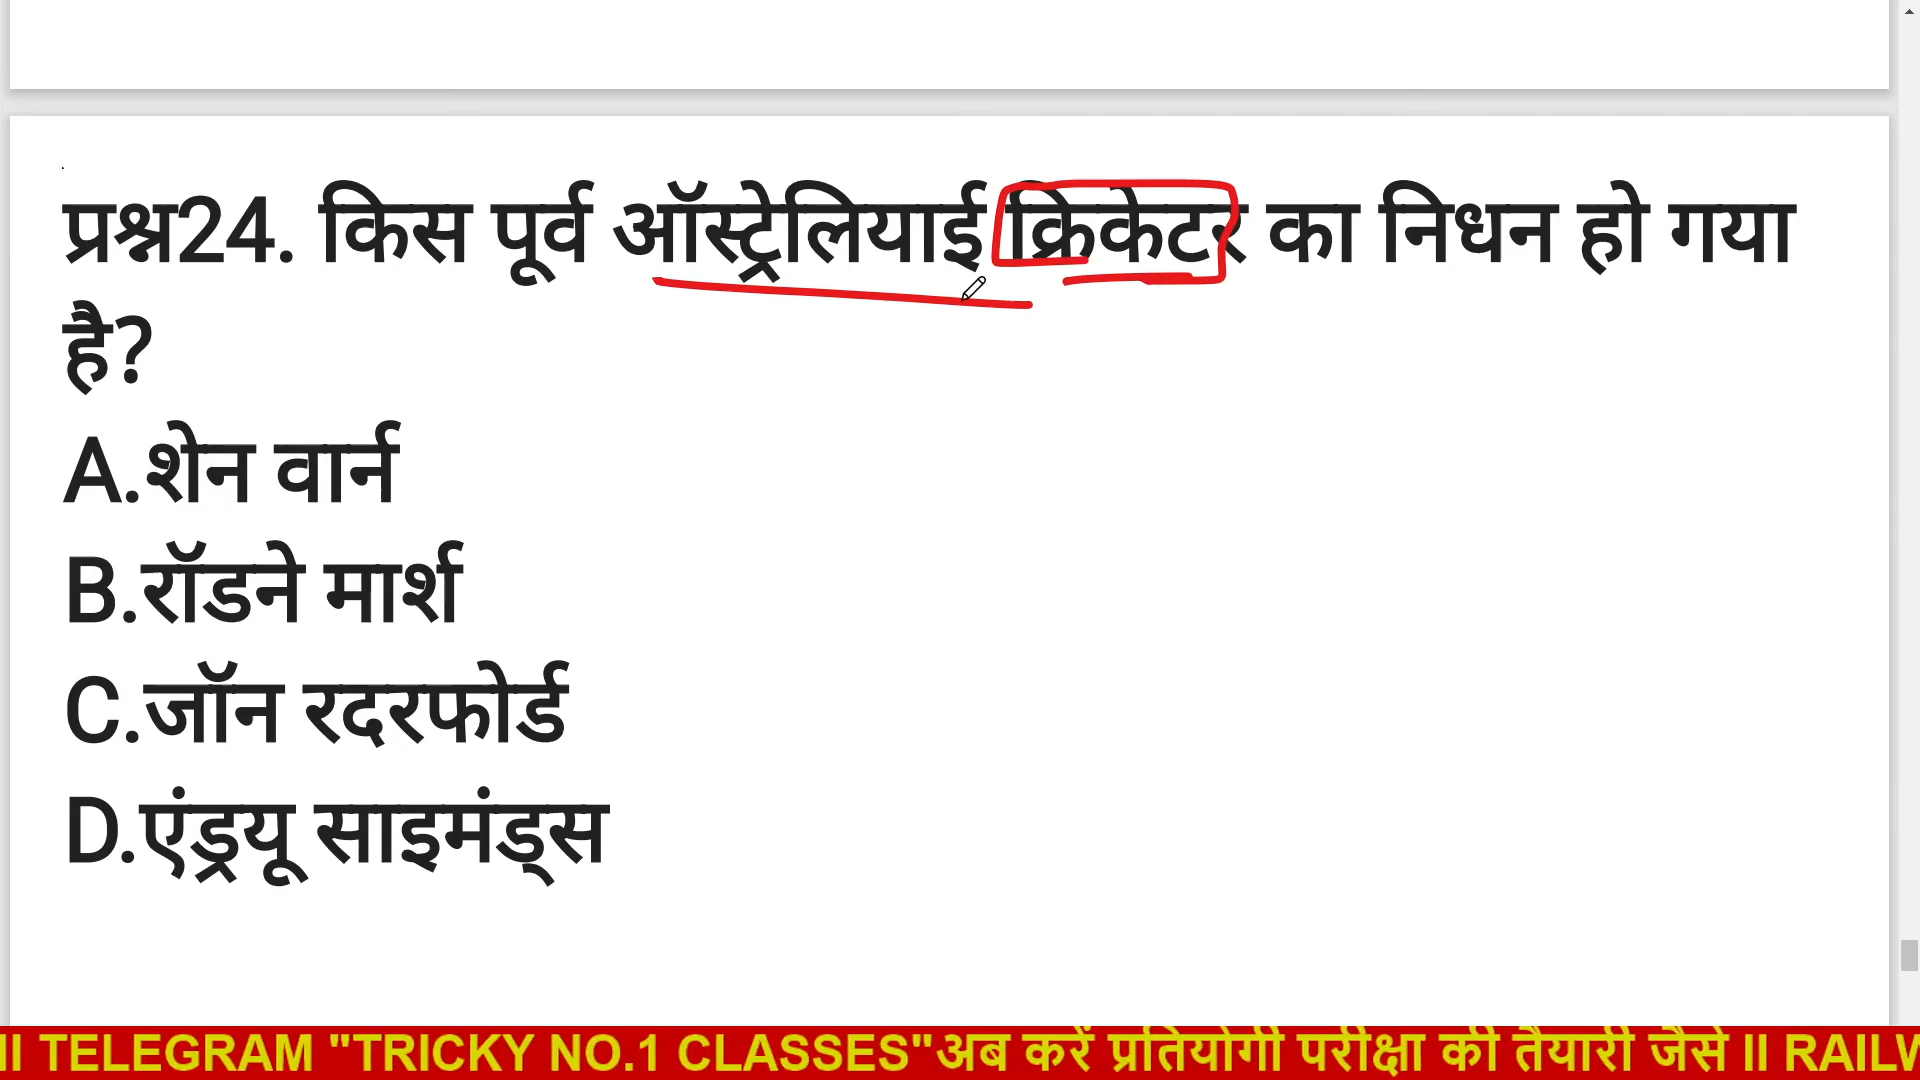 प्रश्न24. किस पूर्व ऑस्ट्रेलियाई क्रिकेटर का निधन हो गया
है?
A.शेन वार्न
B.रॉडने मार्श
C.जॉन रदरफोर्ड
D.एंड्रयू साइमंड्स
II TELEGRAM "TRICKY NO.1 CLASSES"अब करें प्रतियोगी परीक्षा की तैयारी जैसे II RAILW